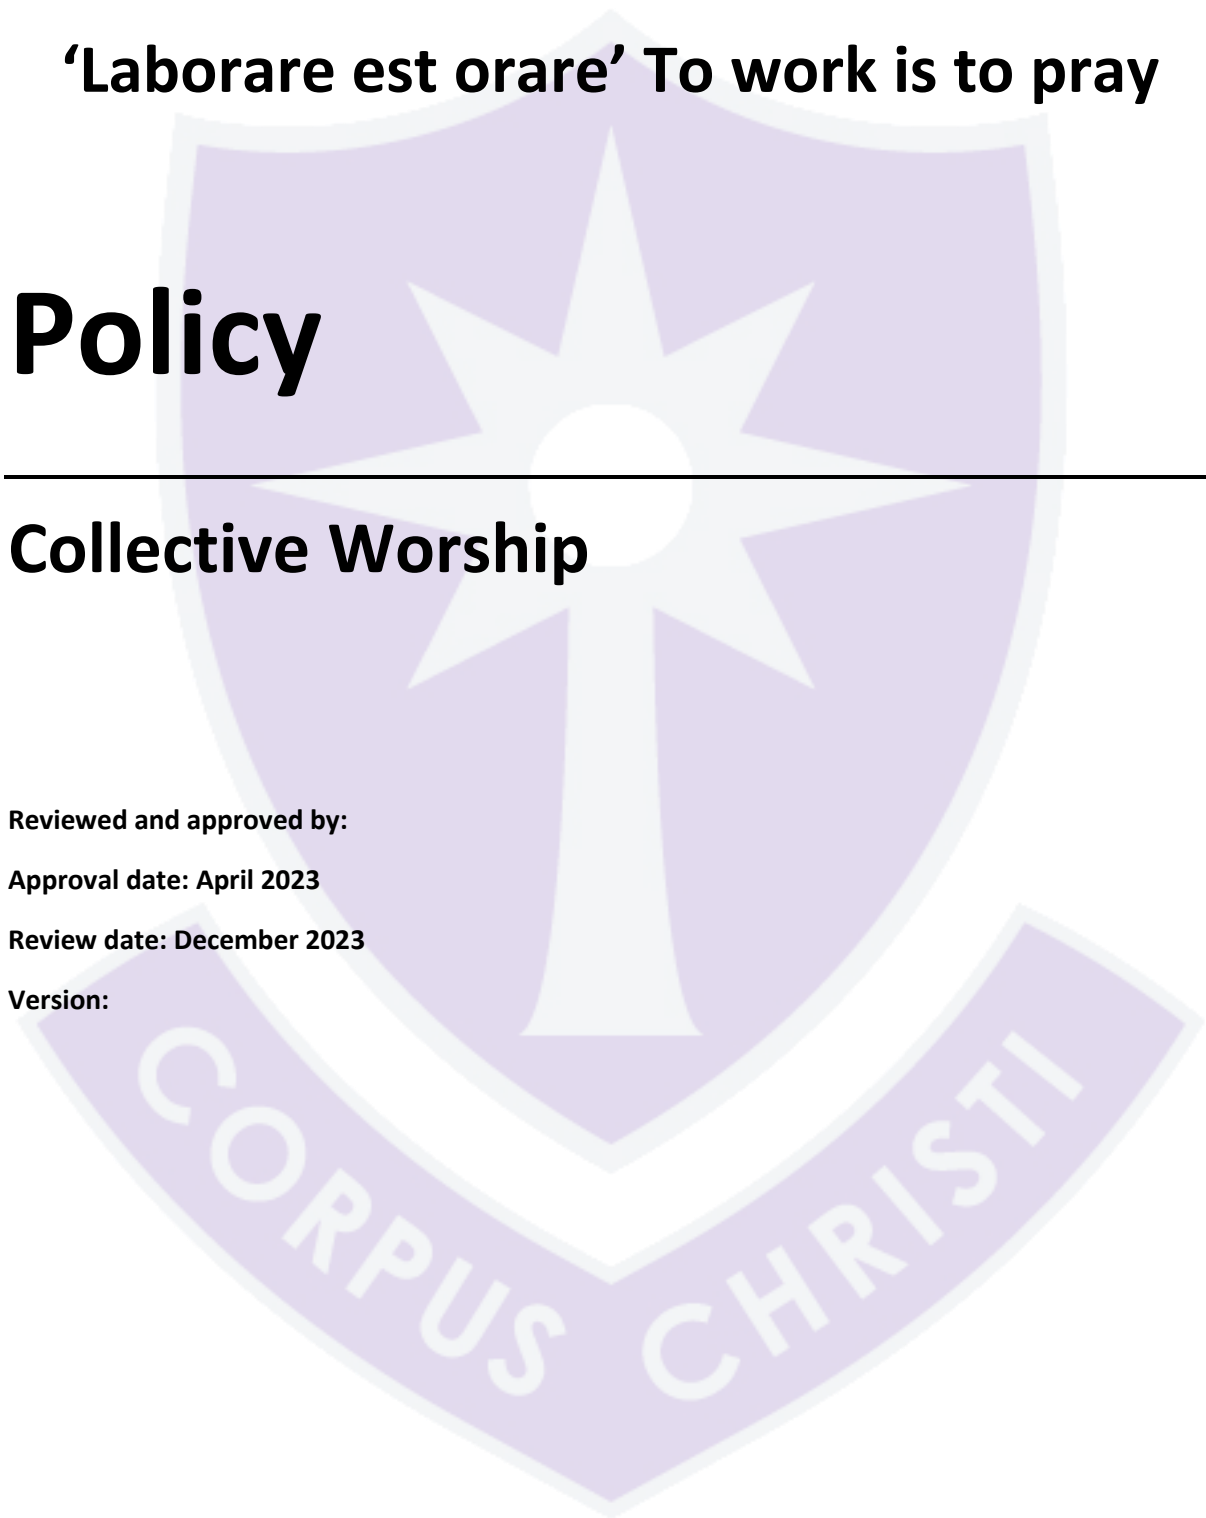 ‘Laborare est orare’ To work is to pray
Policy
Collective Worship
Reviewed and approved by:
Approval date: April 2023
Review date: December 2023
Version:
CORPUS CHRISTI